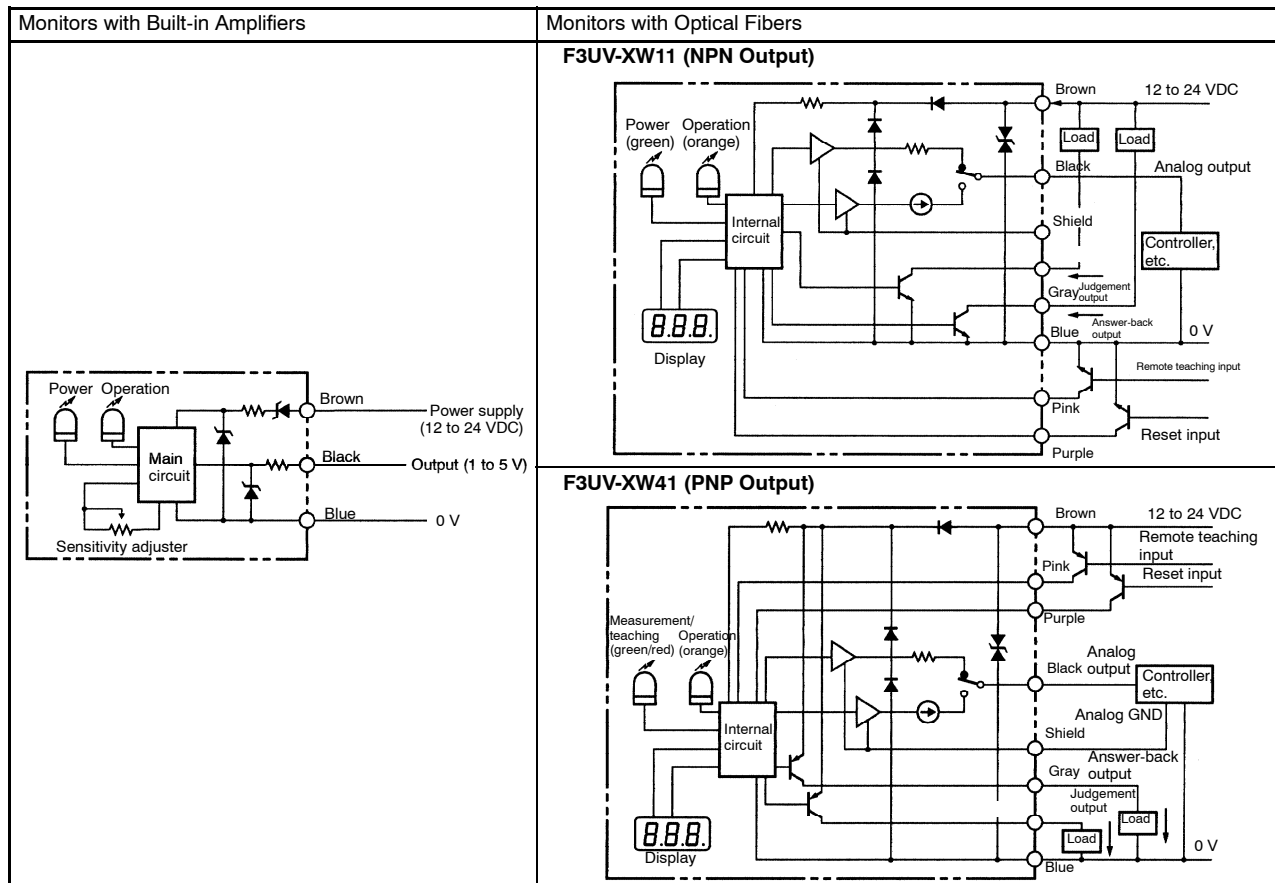 Monitors with Built-in Amplifiers
Power Operation
Main
circuit
Sensitivity adjuster
Brown
Power supply
(12 to 24 VDC)
Black
Output (1 to 5 V)
Blue
0 V
Monitors with Optical Fibers
F3UV-XW11 (NPN Output)
Power
(green)
Operation
(orange)
Internal
circuit
8.8.8.
Display
Brown
12 to 24 VDC
Load
Load
Black
Analog output
Shield
Controller,
etc.
Gray
Judgement
output
Blue
Answer-back
output
0 V
Remote teaching input
Pink
Reset input
Purple
F3UV-XW41 (PNP Output)
Measurement/
teaching
(green/red)
Operation
(orange)
Internal
circuit
8.8.8.
Display
Brown
12 to 24 VDC
Remote teaching
input
Pink
Reset input
Purple
Black
Analog
output
Controller,
etc.
Analog GND
Shield
Gray
Answer-back
output
Judgement
output
Load
Load
0 V
Blue